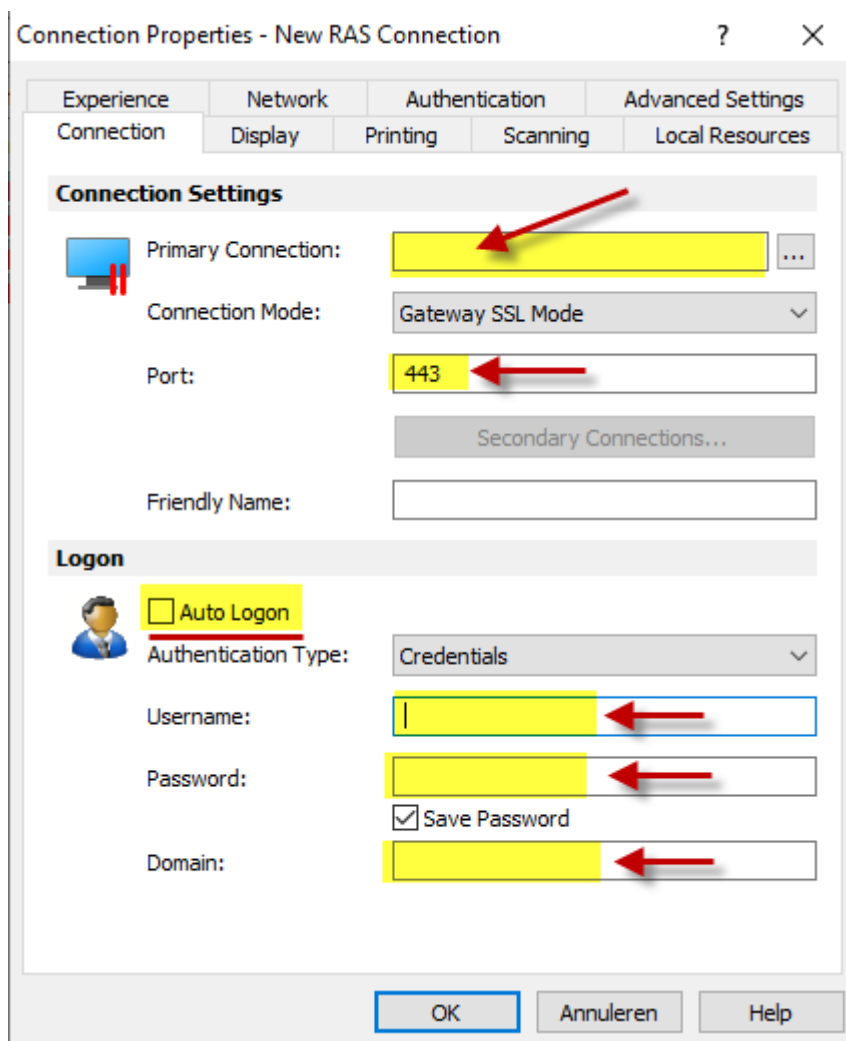 Connection Properties - New RAS Connection ? ×
Experience Network Authentication Advanced Settings
Connection Display Printing Scanning Local Resources
Connection Settings
Primary Connection: ...
Connection Mode: Gateway SSL Mode
Port: 443
Secondary Connections...
Friendly Name:
Logon
Auto Logon
Authentication Type: Credentials
Username:
Password:
Save Password
Domain:
OK Annuleren Help